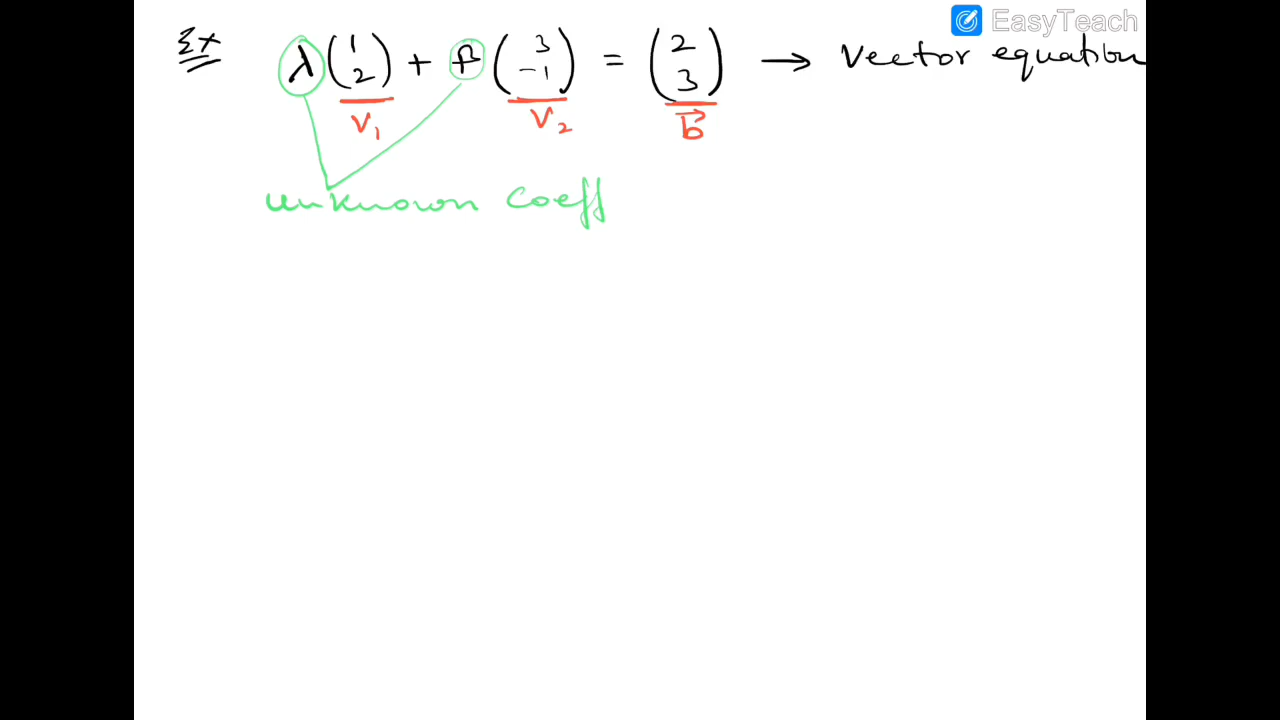 EasyTeach
Ex λ(1 2) + β(3 -1) = (2 3) → Vector equation
V1 V2 b
unknown coeff